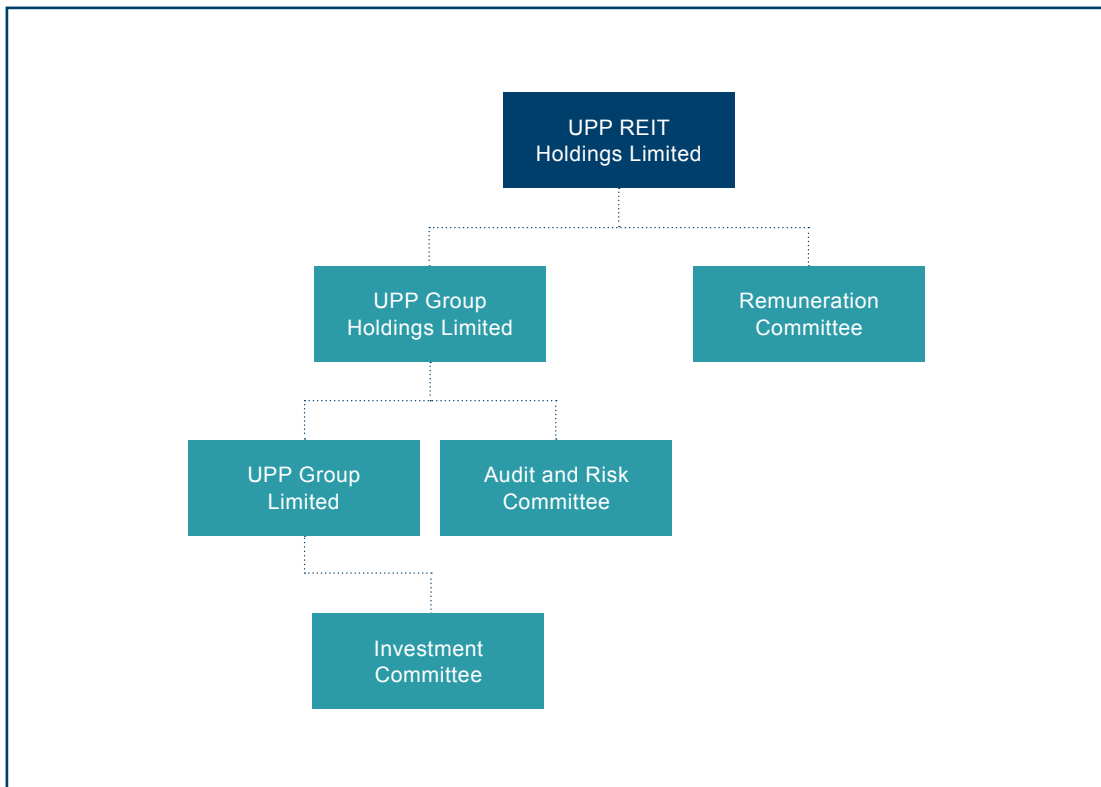 UPP REIT
Holdings Limited
UPP Group
Holdings Limited
Remuneration
Committee
UPP Group
Limited
Audit and Risk
Committee
Investment
Committee